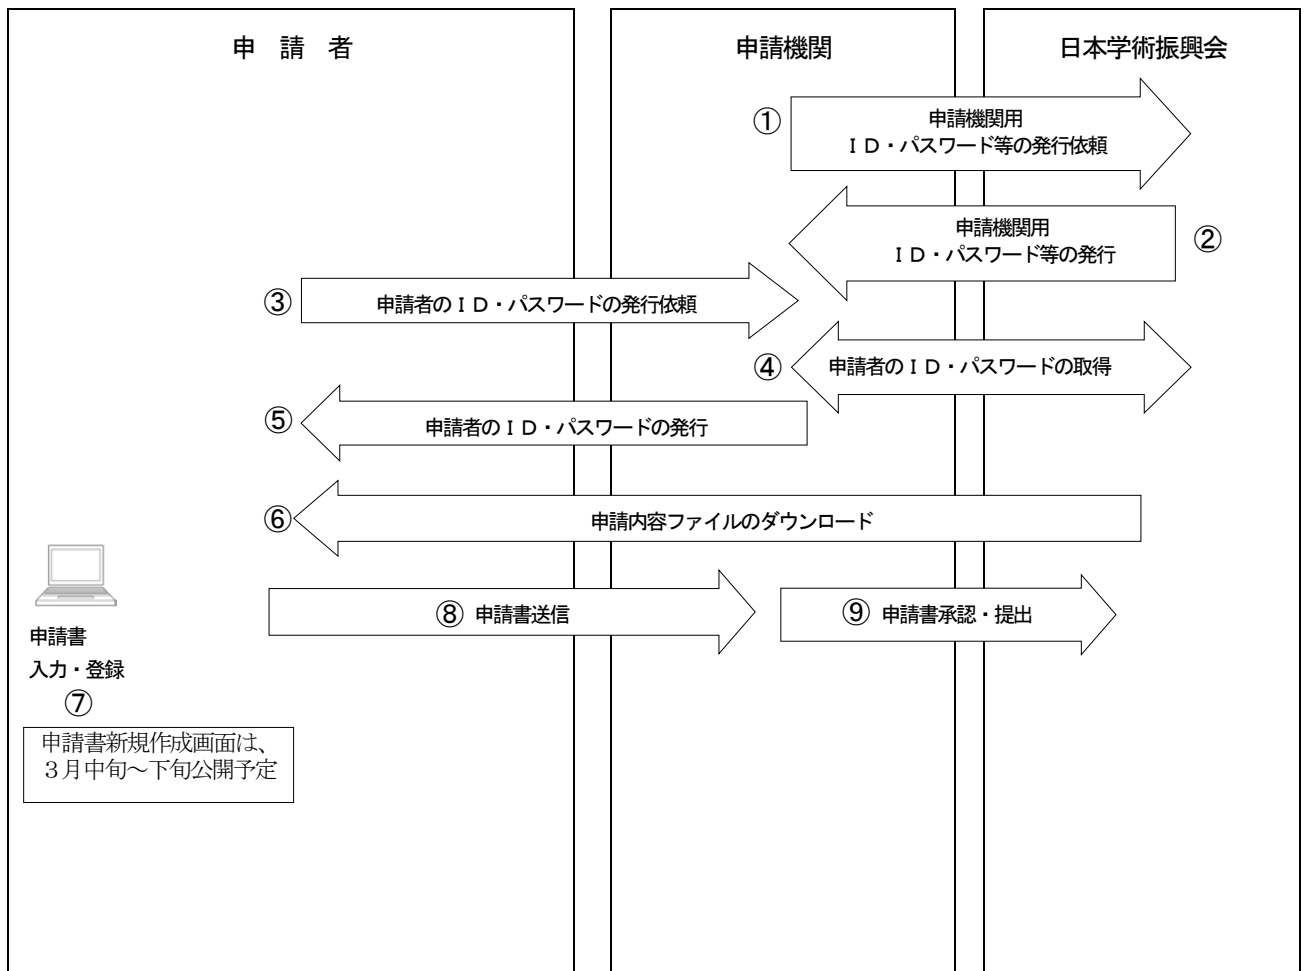 申　請　者
申請機関
日本学術振興会
①
申請機関用
ＩＤ・パスワード等の発行依頼
申請機関用
ＩＤ・パスワード等の発行
②
③
申請者のＩＤ・パスワードの発行依頼
④
申請者のＩＤ・パスワードの取得
⑤
申請者のＩＤ・パスワードの発行
⑥
申請内容ファイルのダウンロード
⑧ 申請書送信
⑨ 申請書承認・提出
申請書
入力・登録
⑦
申請書新規作成画面は、
３月中旬～下旬公開予定